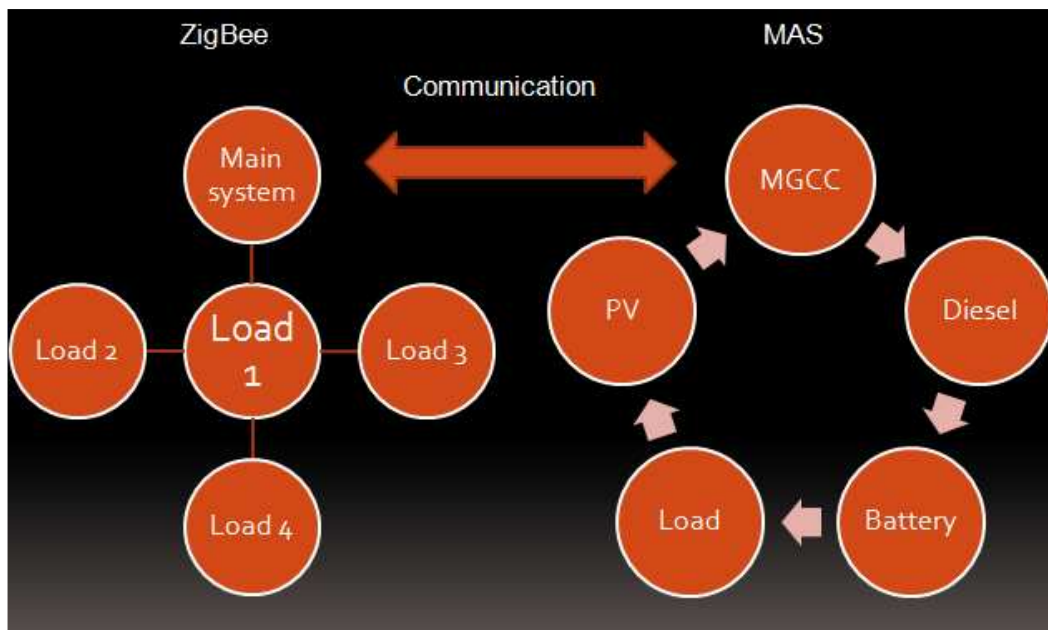 ZigBee
MAS
Communication
Main
system
MGCC
PV
Diesel
Load 2
Load
1
Load 3
Load 4
Load
Battery